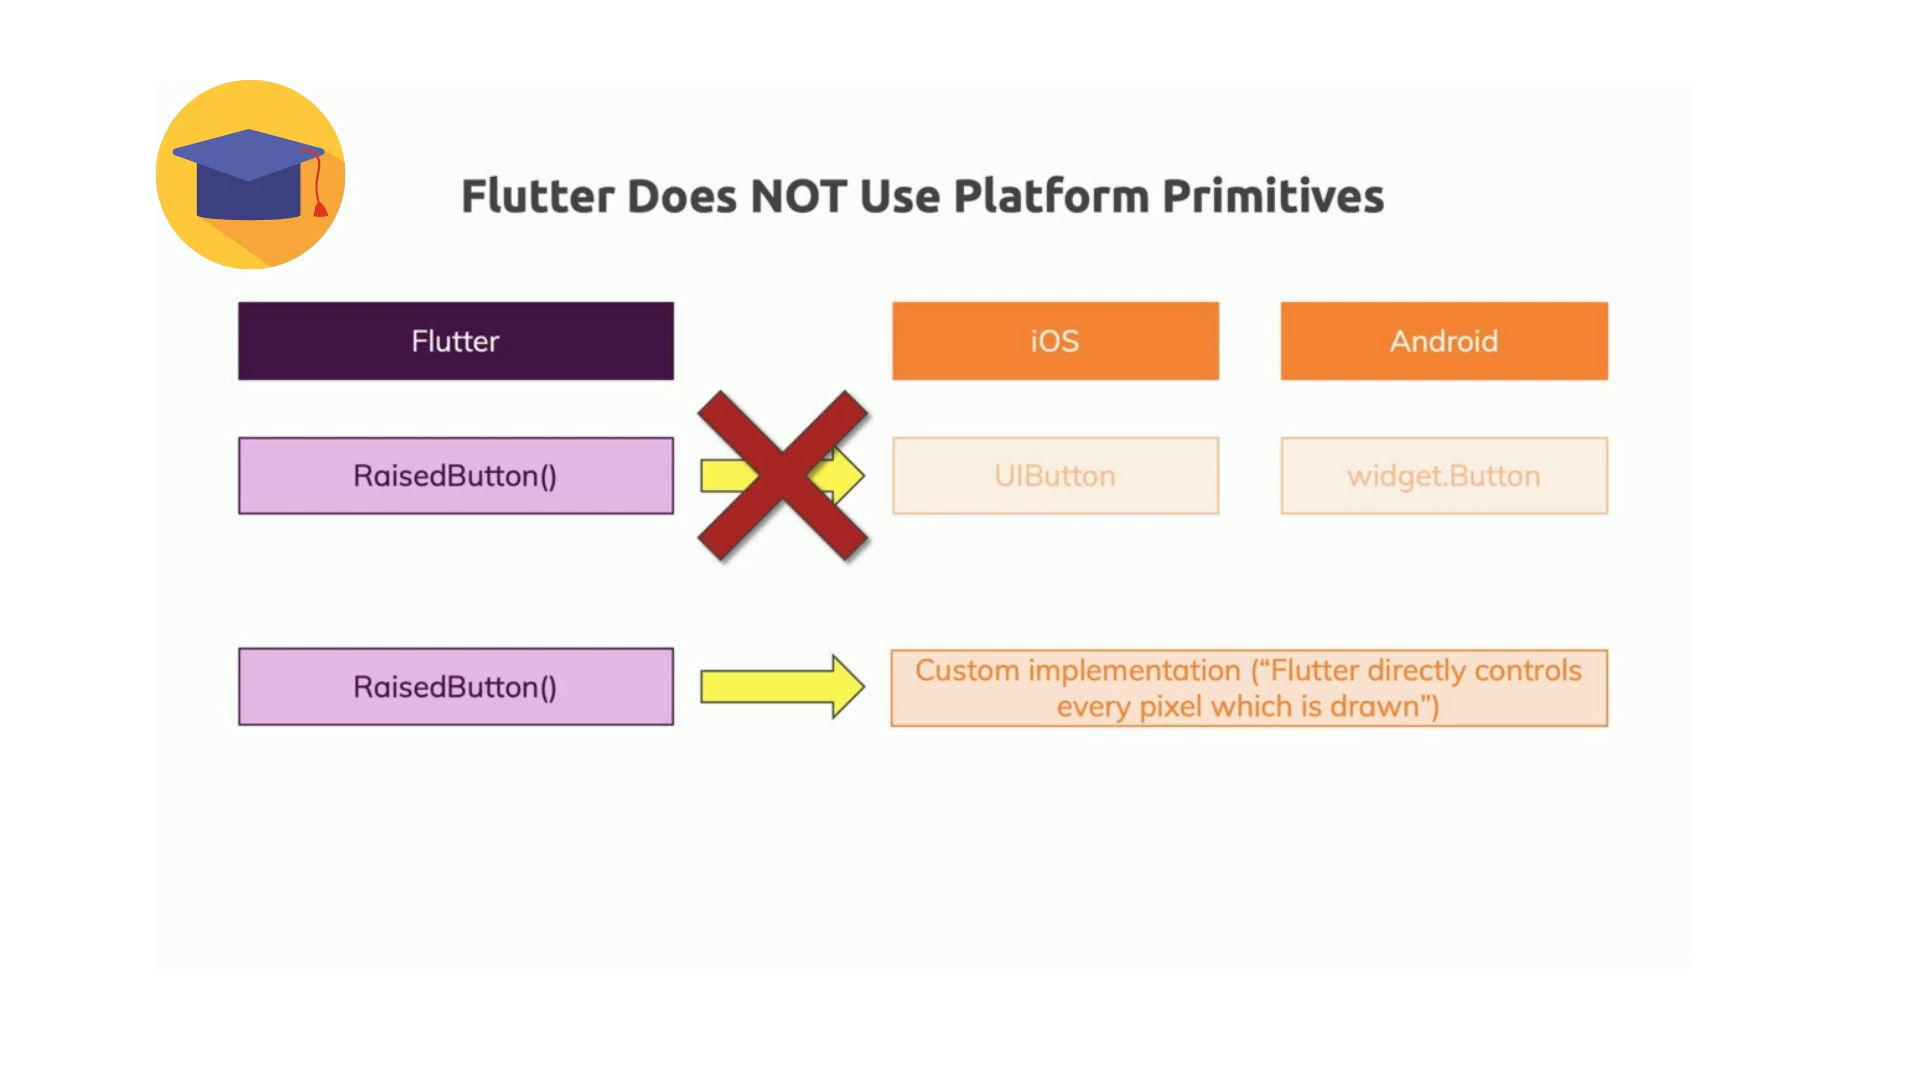 Flutter Does NOT Use Platform Primitives
Flutter
iOS
Android
RaisedButton()
UIButton
widget.Button
RaisedButton()
Custom implementation (“Flutter directly controls
every pixel which is drawn”)